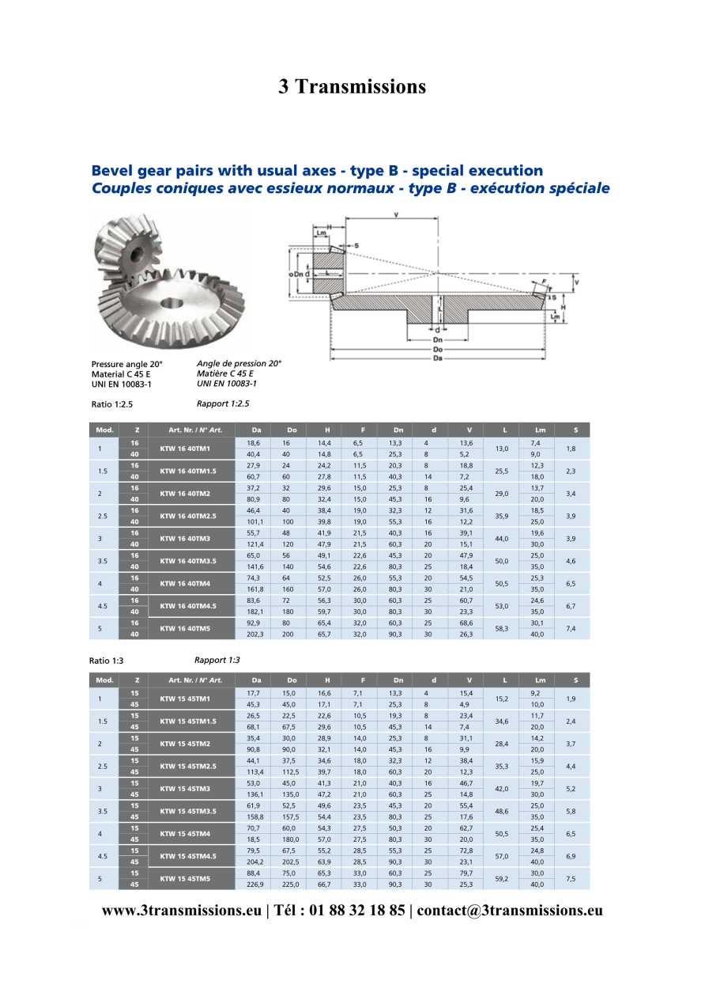 3 Transmissions
Bevel gear pairs with usual axes - type B - special execution
Couples coniques avec essieux normaux - type B - exécution spéciale
V
H
Lm
S
Dn d L
V
F
S
H
L
Lm
d
Dn
Do
Da
Pressure angle 20° Angle de pression 20°
Material C 45 E Matière C 45 E
UNI EN 10083-1 UNI EN 10083-1
Ratio 1:2.5 Rapport 1:2.5
Mod. Z Art. Nr. / N° Art. Da Do H F Dn d V L Lm S
1 16 KTW 16 40TM1 18,6 16 14,4 6,5 13,3 4 13,6 13,0 7,4 1,8
40 40,4 40 14,8 6,5 25,3 8 5,2 9,0
1.5 16 KTW 16 40TM1.5 27,9 24 24,2 11,5 20,3 8 18,8 25,5 12,3 2,3
40 60,7 60 27,8 11,5 40,3 14 7,2 18,0
2 16 KTW 16 40TM2 37,2 32 29,6 15,0 25,3 8 25,4 29,0 13,7 3,4
40 80,9 80 32,4 15,0 45,3 16 9,6 20,0
2.5 16 KTW 16 40TM2.5 46,4 40 38,4 19,0 32,3 12 31,6 35,9 18,5 3,9
40 101,1 100 39,8 19,0 55,3 16 12,2 25,0
3 16 KTW 16 40TM3 55,7 48 41,9 21,5 40,3 16 39,1 44,0 19,6 3,9
40 121,4 120 47,9 21,5 60,3 20 15,1 30,0
3.5 16 KTW 16 40TM3.5 65,0 56 49,1 22,6 45,3 20 47,9 50,0 25,0 4,6
40 141,6 140 54,6 22,6 80,3 25 18,4 35,0
4 16 KTW 16 40TM4 74,3 64 52,5 26,0 55,3 20 54,5 50,5 25,3 6,5
40 161,8 160 57,0 26,0 80,3 30 21,0 35,0
4.5 16 KTW 16 40TM4.5 83,6 72 56,3 30,0 60,3 25 60,7 53,0 24,6 6,7
40 182,1 180 59,7 30,0 80,3 30 23,3 35,0
5 16 KTW 16 40TM5 92,9 80 65,4 32,0 60,3 25 68,6 58,3 30,1 7,4
40 202,3 200 65,7 32,0 90,3 30 26,3 40,0
Ratio 1:3 Rapport 1:3
Mod. Z Art. Nr. / N° Art. Da Do H F Dn d V L Lm S
1 15 KTW 15 45TM1 17,7 15,0 16,6 7,1 13,3 4 15,4 15,2 9,2 1,9
45 45,3 45,0 17,1 7,1 25,3 8 4,9 10,0
1.5 15 KTW 15 45TM1.5 26,5 22,5 22,6 10,5 19,3 8 23,4 34,6 11,7 2,4
45 68,1 67,5 29,6 10,5 45,3 14 7,4 20,0
2 15 KTW 15 45TM2 35,4 30,0 28,9 14,0 25,3 8 31,1 28,4 14,2 3,7
45 90,8 90,0 32,1 14,0 45,3 16 9,9 20,0
2.5 15 KTW 15 45TM2.5 44,1 37,5 34,6 18,0 32,3 12 38,4 35,3 15,9 4,4
45 113,4 112,5 39,7 18,0 60,3 20 12,3 25,0
3 15 KTW 15 45TM3 53,0 45,0 41,3 21,0 40,3 16 46,7 42,0 19,7 5,2
45 136,1 135,0 47,2 21,0 60,3 25 14,8 30,0
3.5 15 KTW 15 45TM3.5 61,9 52,5 49,6 23,5 45,3 20 55,4 48,6 25,0 5,8
45 158,8 157,5 54,4 23,5 80,3 25 17,6 35,0
4 15 KTW 15 45TM4 70,7 60,0 54,3 27,5 50,3 20 62,7 50,5 25,4 6,5
45 18,5 180,0 57,0 27,5 80,3 30 20,0 35,0
4.5 15 KTW 15 45TM4.5 79,5 67,5 55,2 28,5 55,3 25 72,8 57,0 24,8 6,9
45 204,2 202,5 63,9 28,5 90,3 30 23,1 40,0
5 15 KTW 15 45TM5 88,4 75,0 65,3 33,0 60,3 25 79,7 59,2 30,0 7,5
45 226,9 225,0 66,7 33,0 90,3 30 25,3 40,0
www.3transmissions.eu | Tél : 01 88 32 18 85 | contact@3transmissions.eu